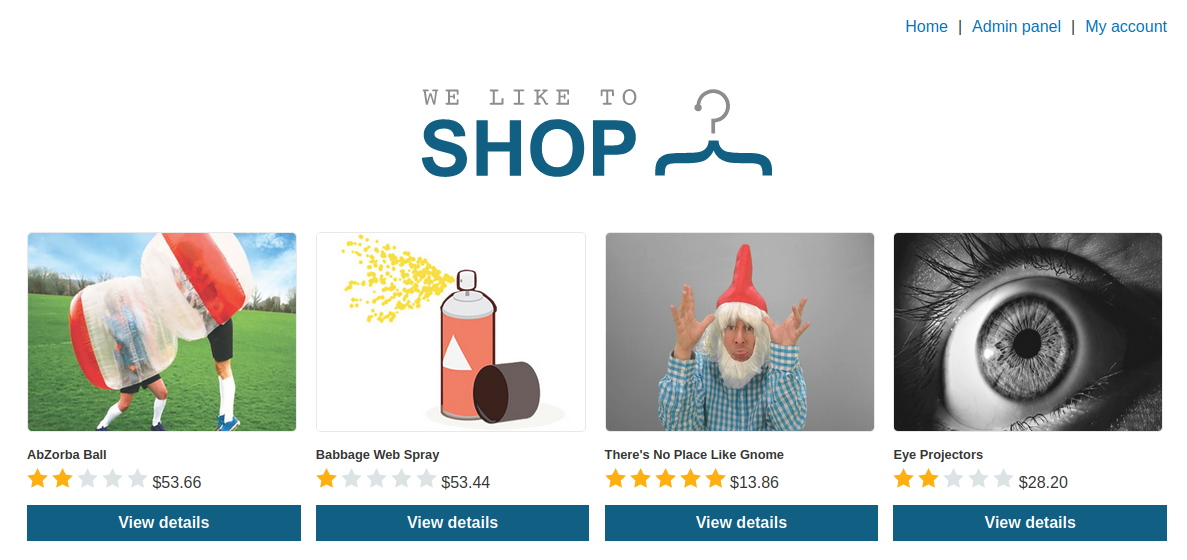 Home | Admin panel | My account
WE LIKE TO
SHOP
AbZorba Ball
$53.66
View details
Babbage Web Spray
$53.44
View details
There's No Place Like Gnome
$13.86
View details
Eye Projectors
$28.20
View details